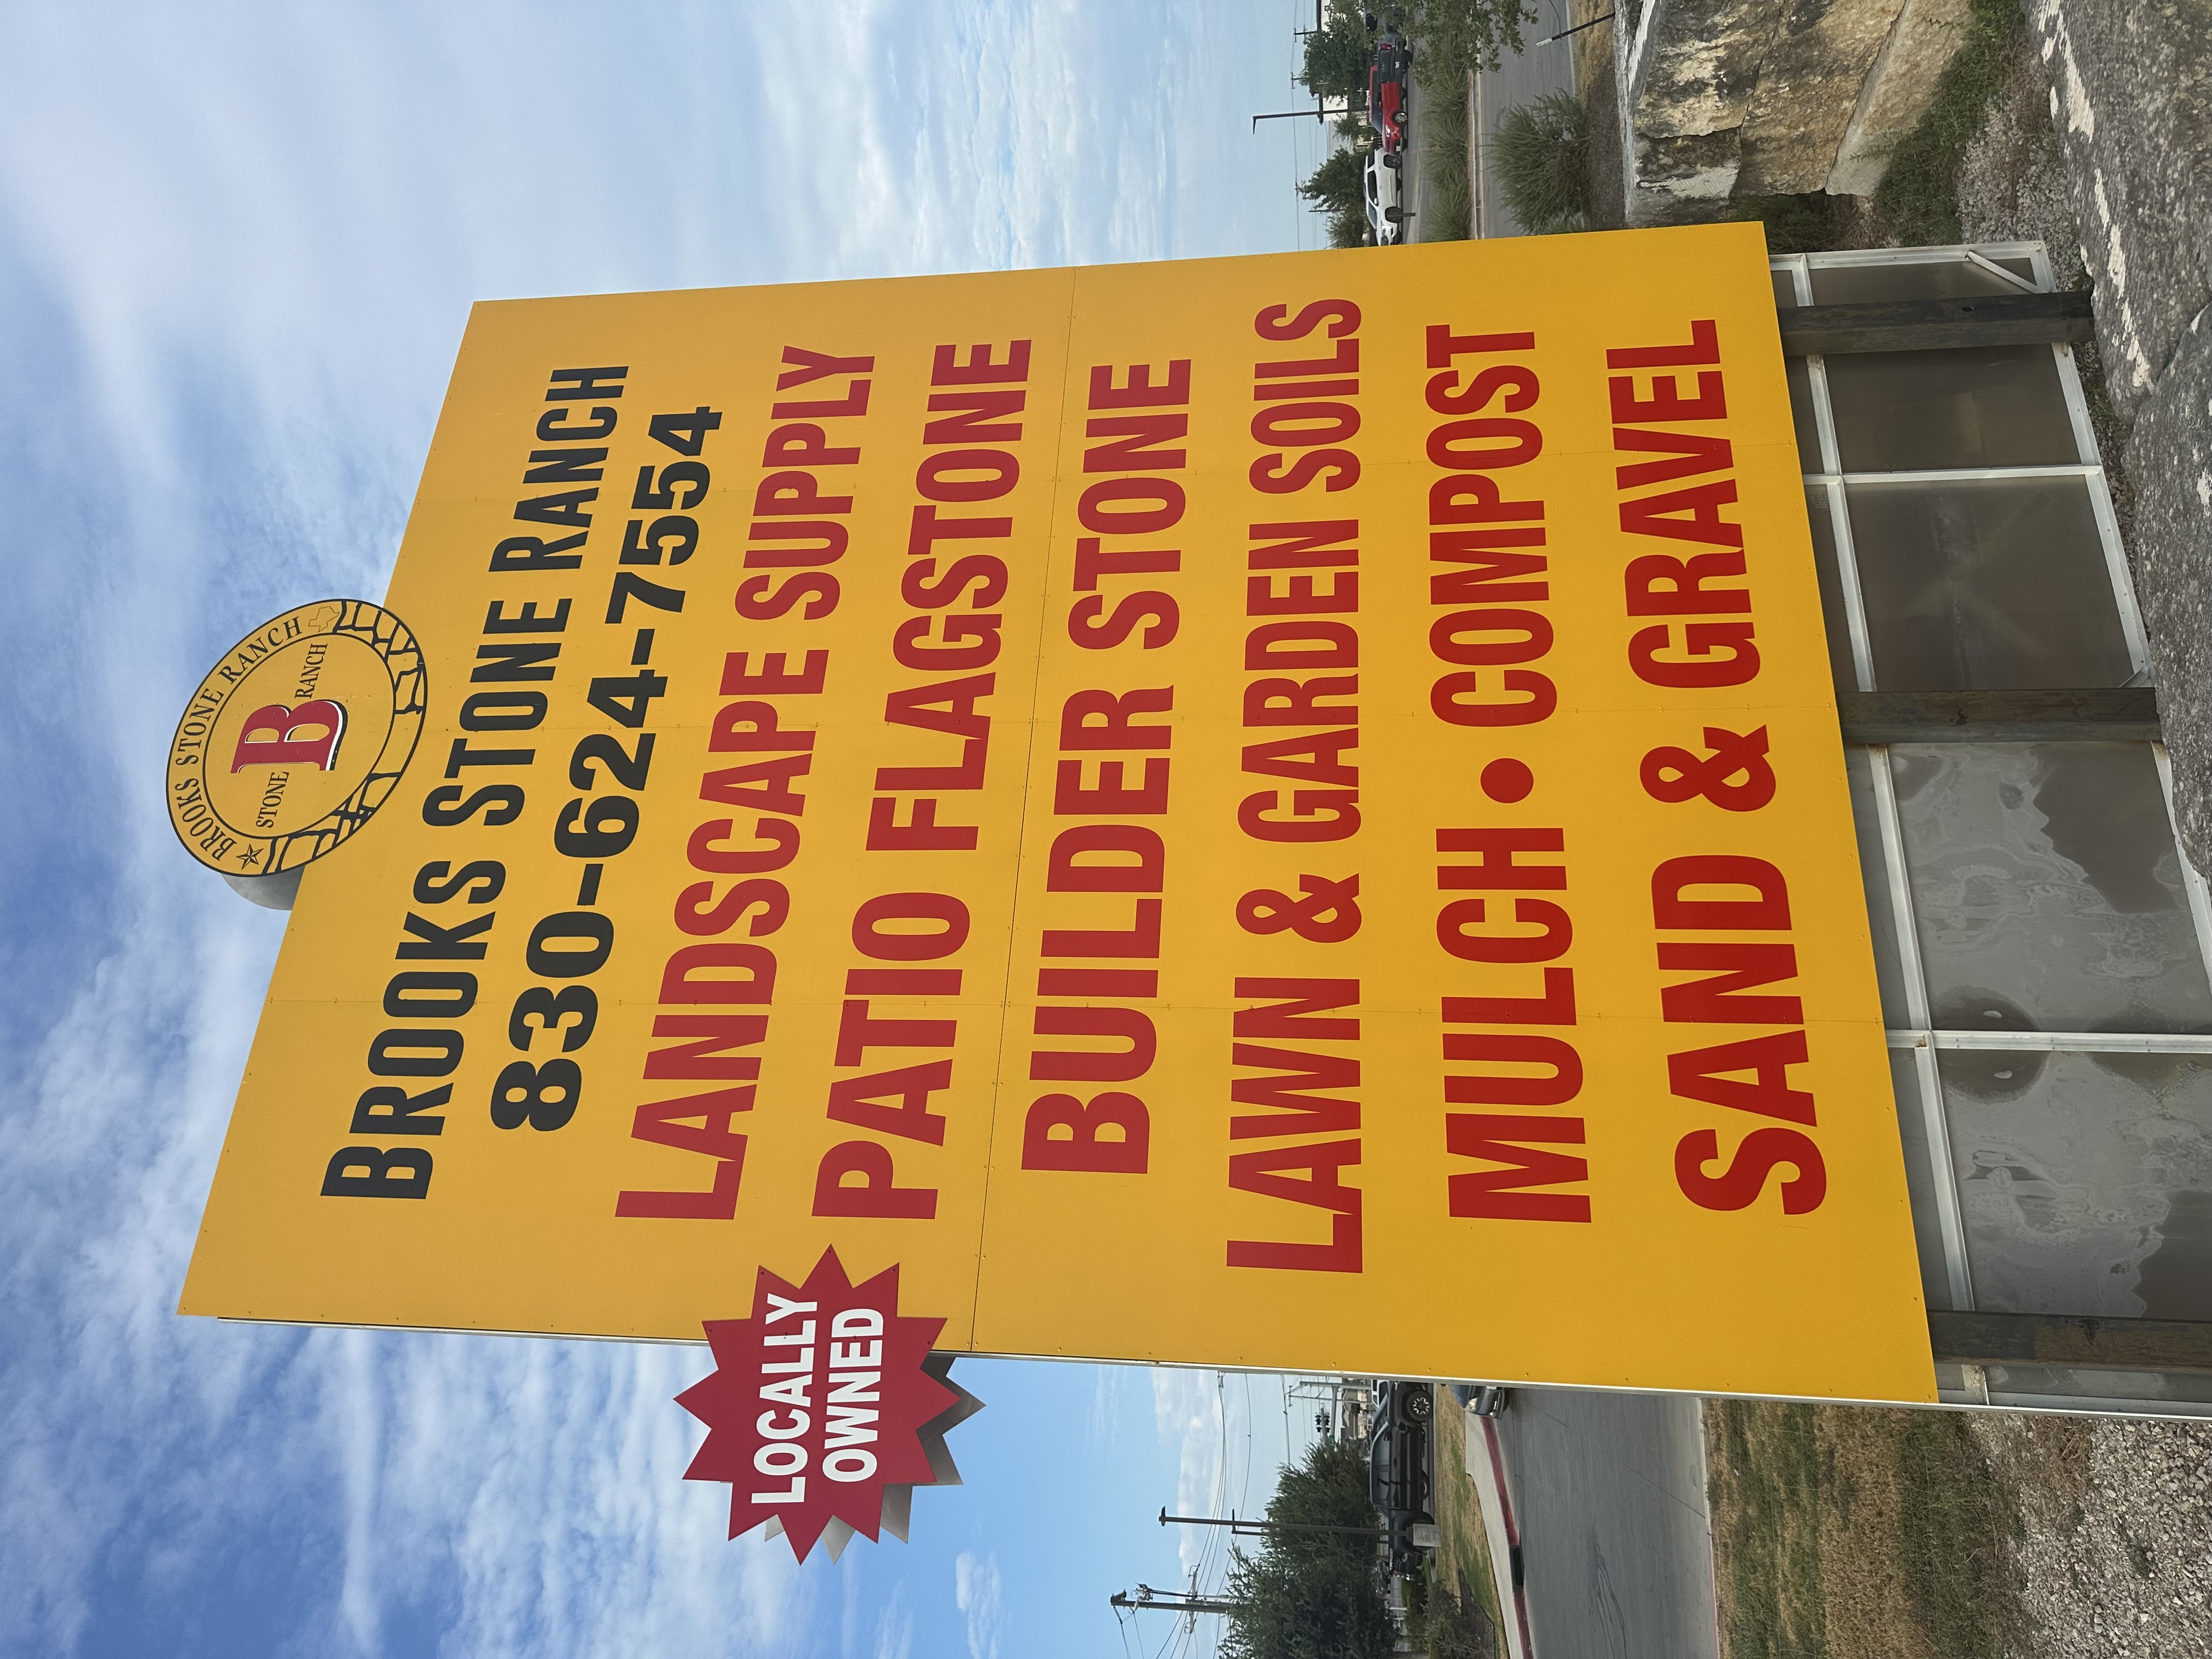 BROOKS STONE RANCH
STONE B RANCH
BROOKS STONE RANCH
830-624-7554
LANDSCAPE SUPPLY
PATIO FLAGSTONE
BUILDER STONE
LAWN & GARDEN SOILS
MULCH • COMPOST
SAND & GRAVEL
LOCALLY
OWNED